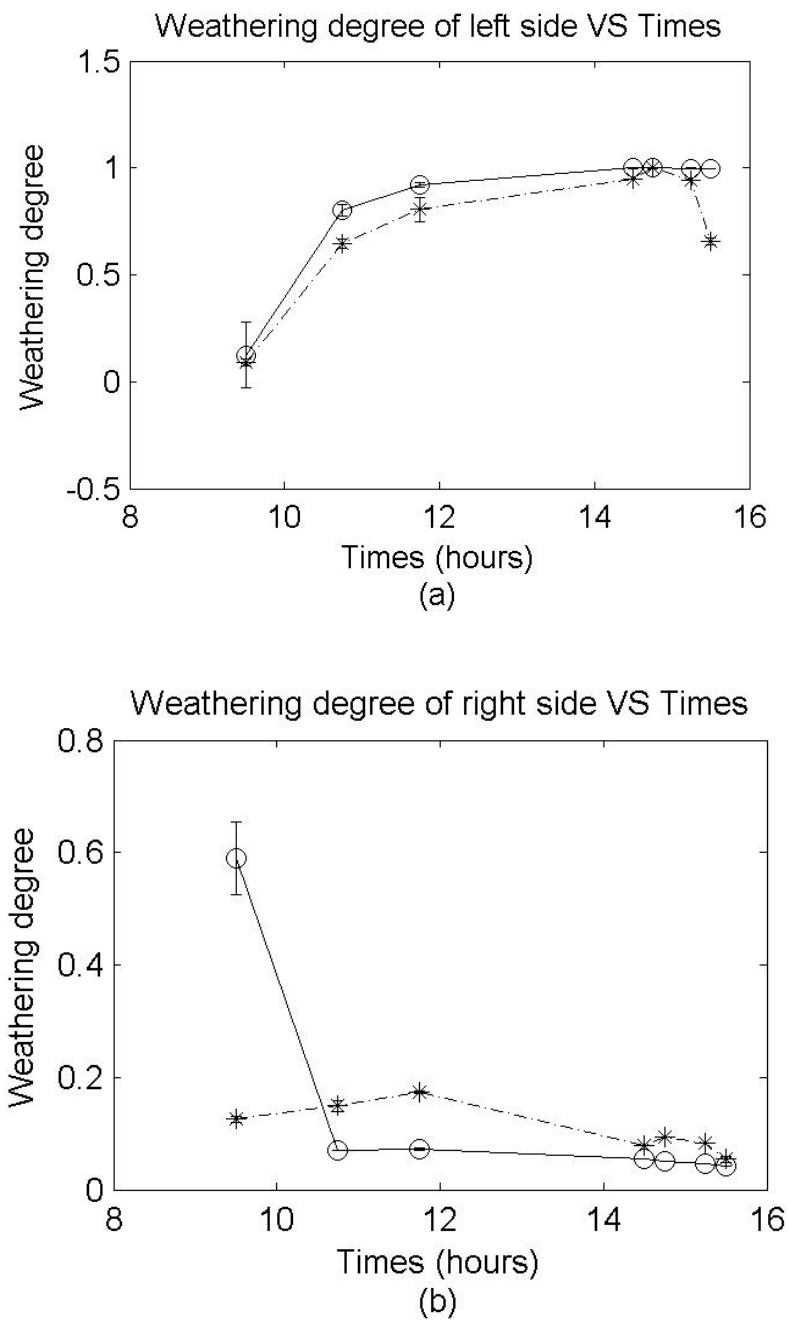 Weathering degree of left side VS Times
1.5
1
0.5
0
-0.5
Weathering degree
8 10 12 14 16
Times (hours)
(a)
Weathering degree of right side VS Times
0.8
0.6
0.4
0.2
0
Weathering degree
8 10 12 14 16
Times (hours)
(b)